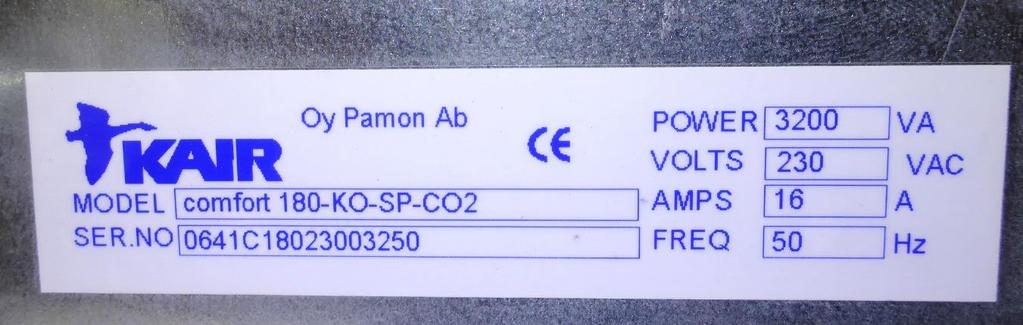 Oy Pamon Ab
KAIR
CE
MODEL comfort 180-KO-SP-CO2
SER.NO 0641C18023003250
POWER 3200 VA
VOLTS 230 VAC
AMPS 16 A
FREQ 50 Hz